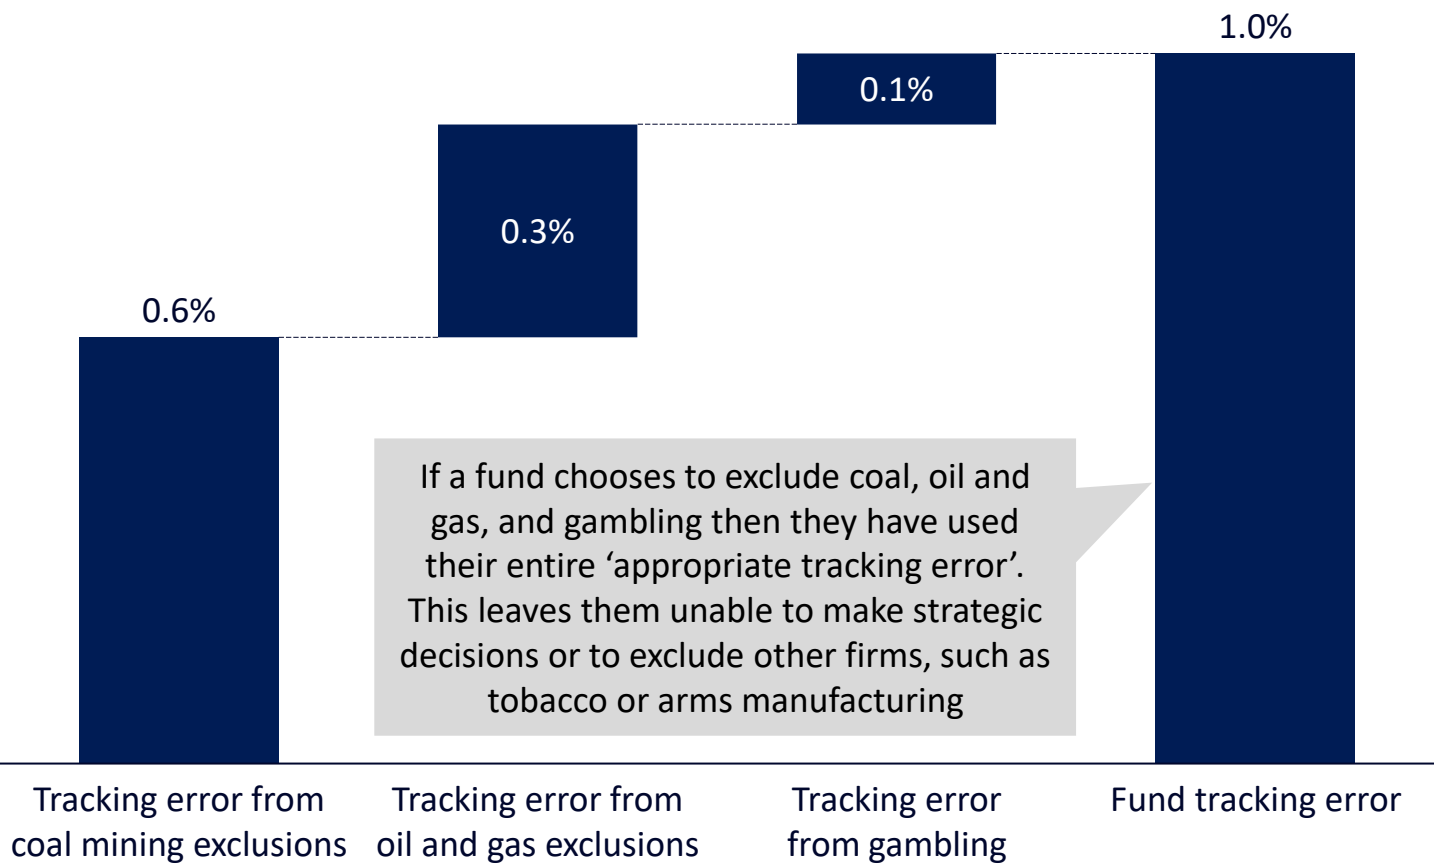 1.0%
0.1%
0.3%
0.6%
If a fund chooses to exclude coal, oil and
gas, and gambling then they have used
their entire ‘appropriate tracking error’.
This leaves them unable to make strategic
decisions or to exclude other firms, such as
tobacco or arms manufacturing
Tracking error from
coal mining exclusions
Tracking error from
oil and gas exclusions
Tracking error
from gambling
Fund tracking error